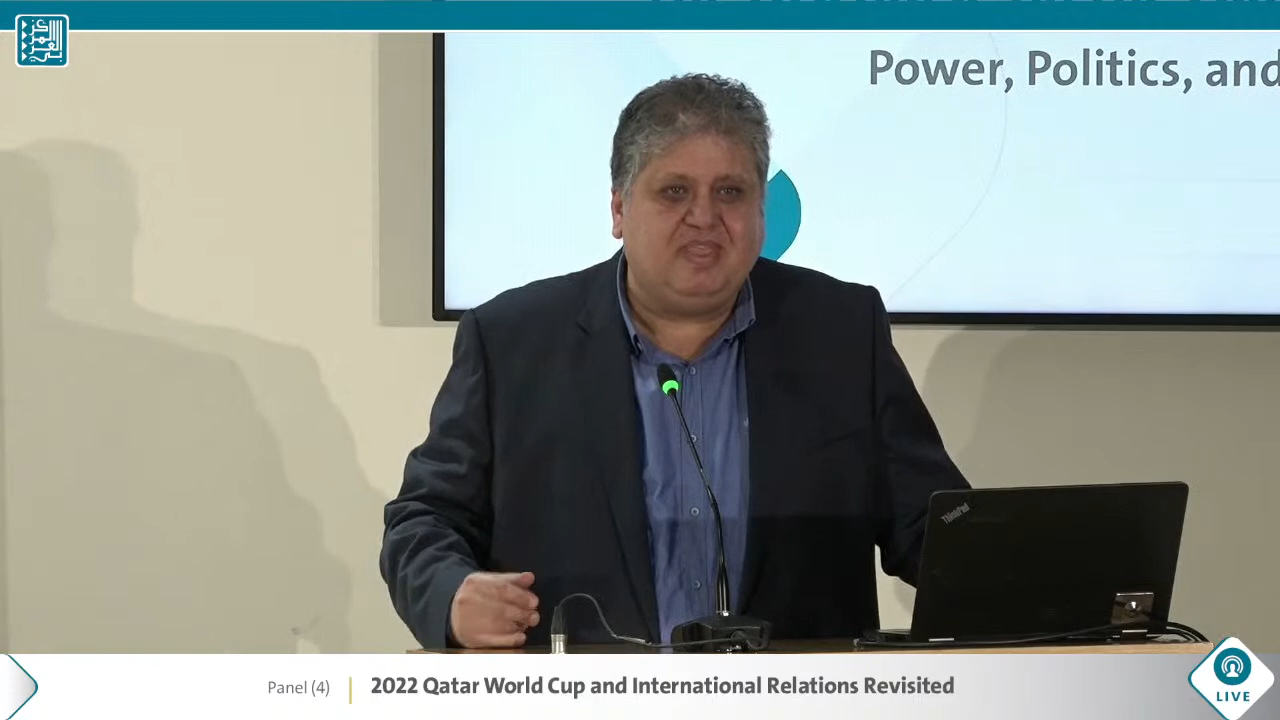 Power, Politics, and
ThinkPad
Panel (4)
2022 Qatar World Cup and International Relations Revisited
LIVE